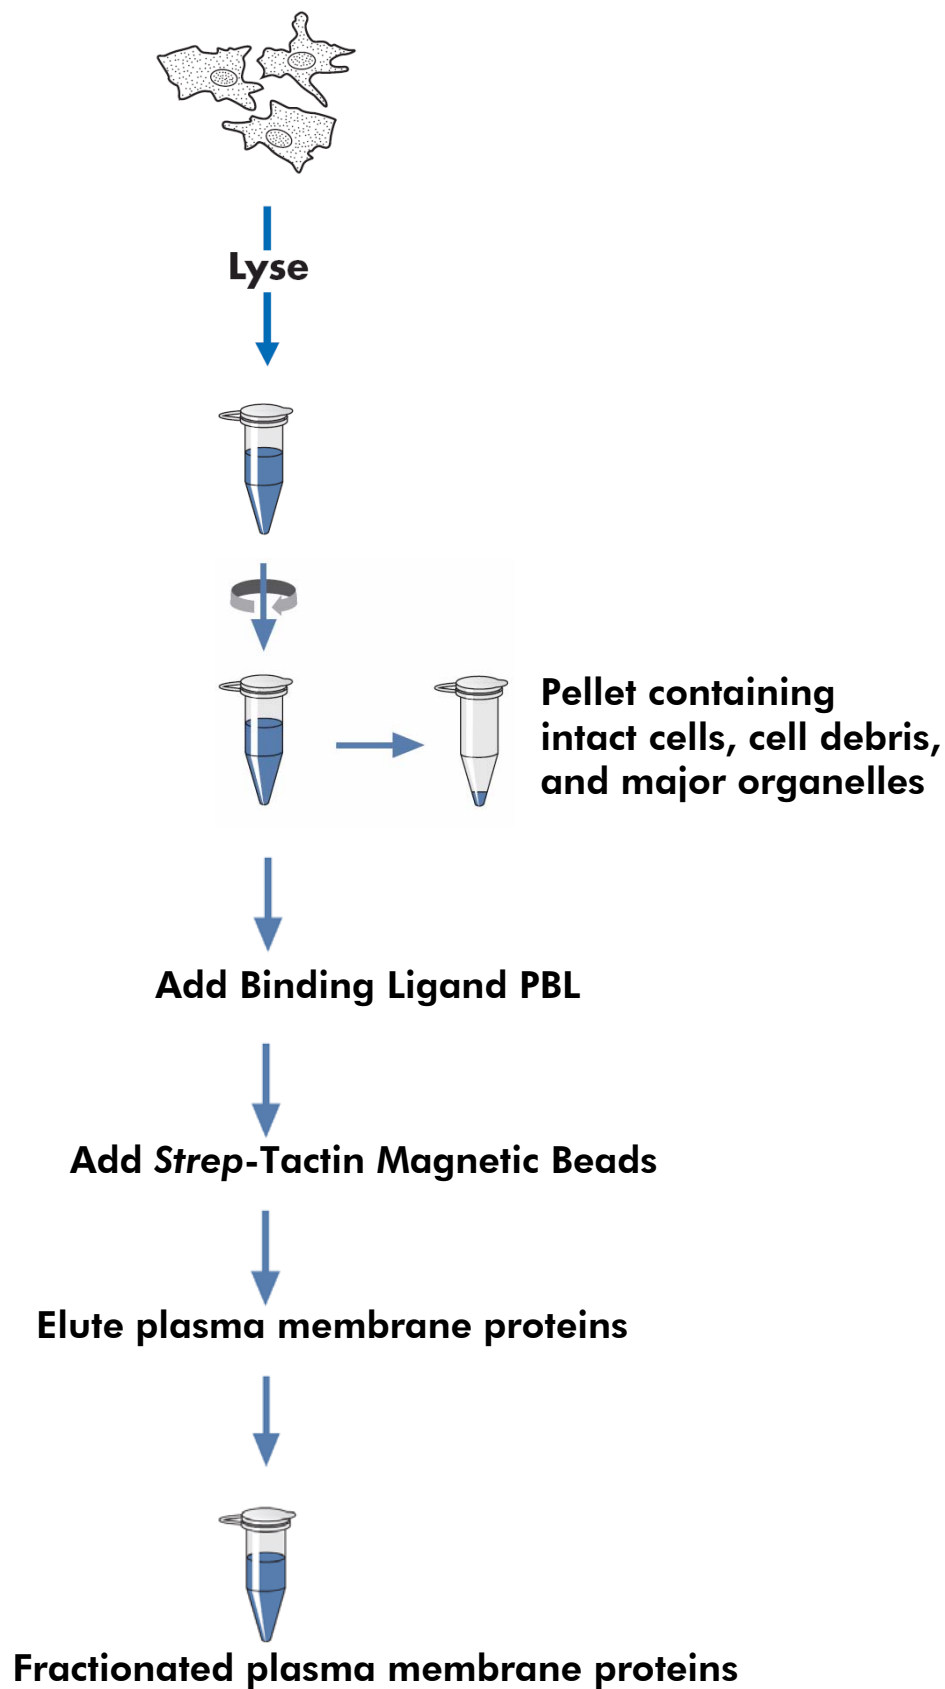 Lyse
Pellet containing
intact cells, cell debris,
and major organelles
Add Binding Ligand PBL
Add Strep-Tactin Magnetic Beads
Elute plasma membrane proteins
Fractionated plasma membrane proteins